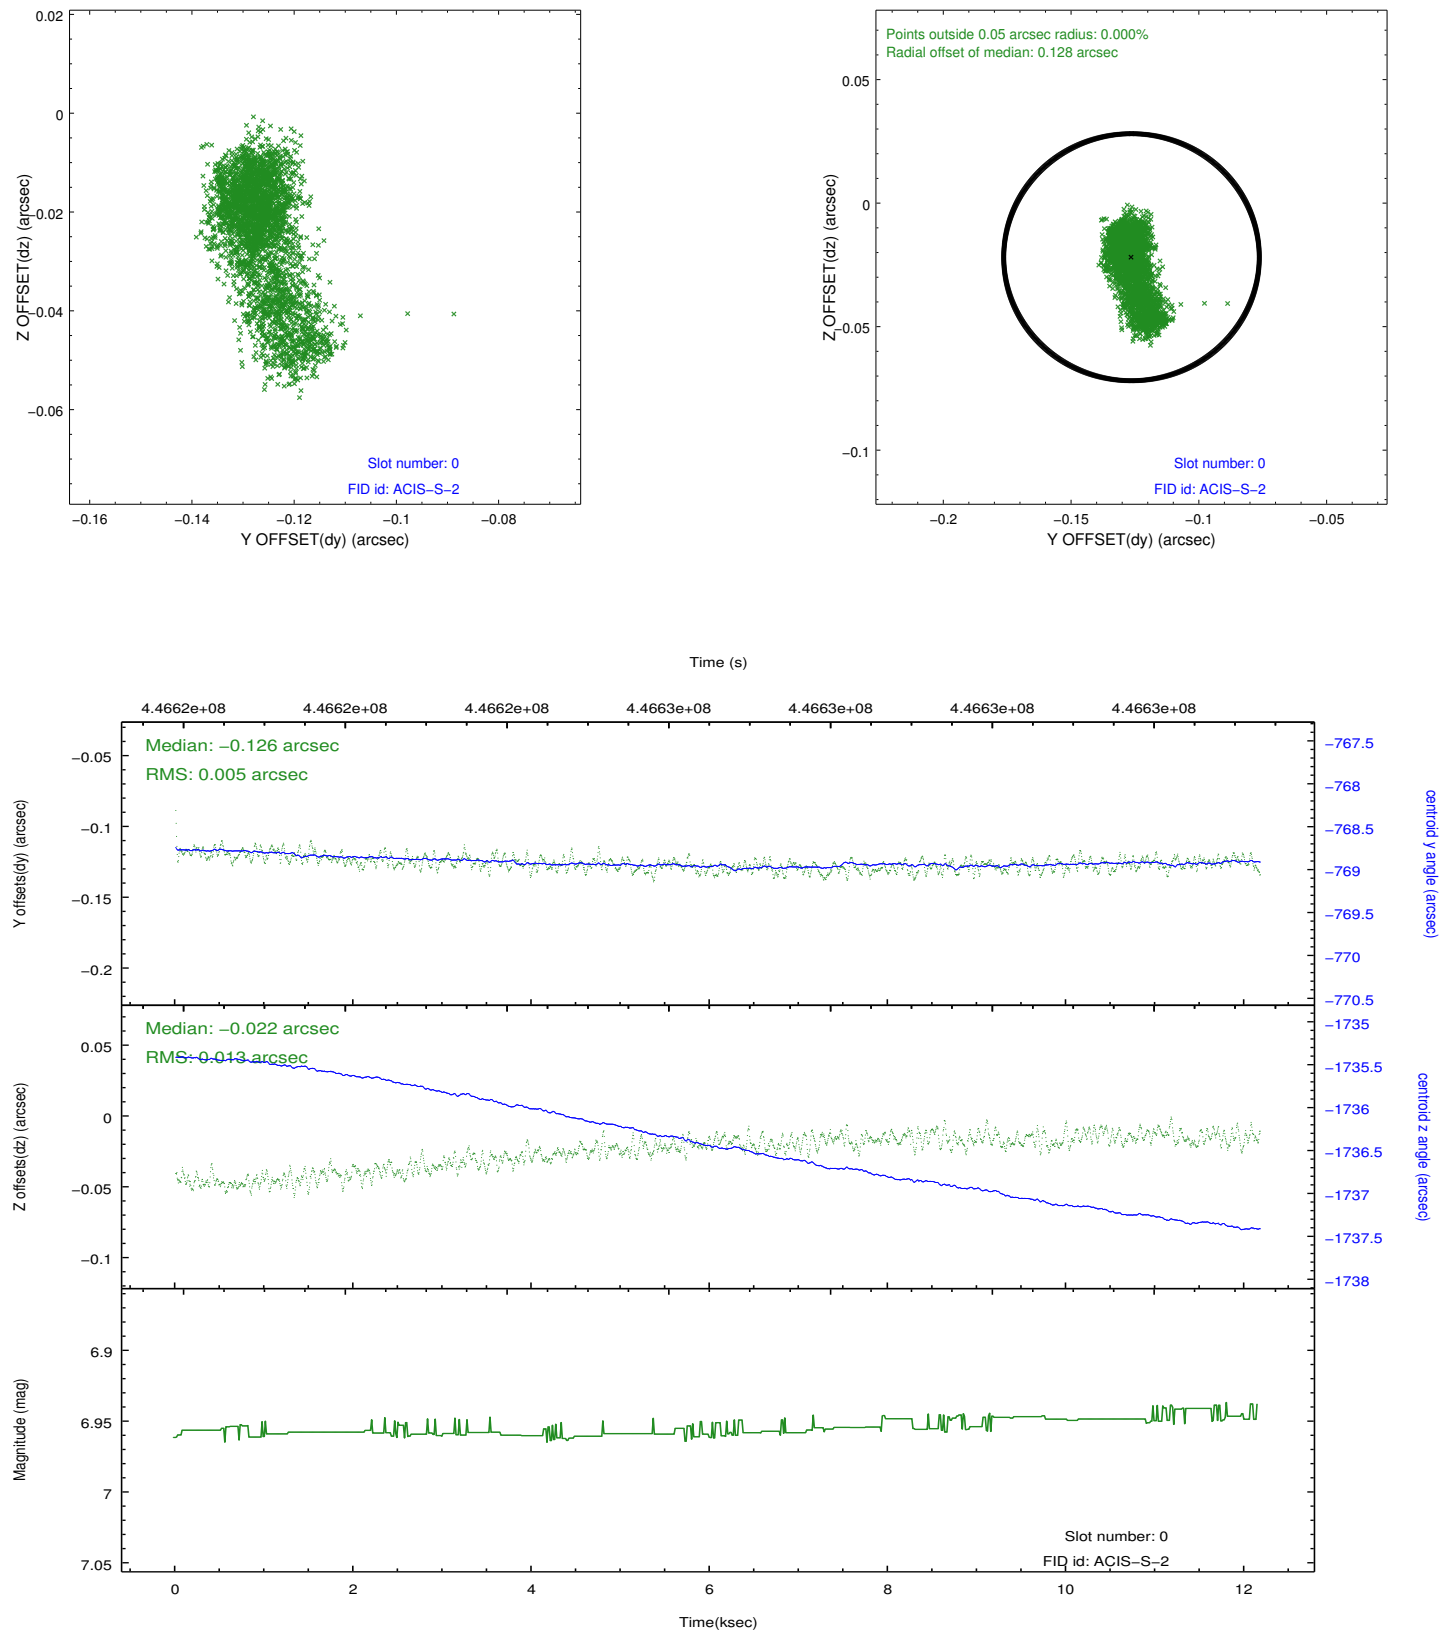 0.02
0
−0.02
−0.04
−0.06
Z OFFSET(dz) (arcsec)
Slot number: 0
FID id: ACIS−S−2
−0.16
−0.14
−0.12
−0.1
−0.08
Y OFFSET(dy) (arcsec)
Points outside 0.05 arcsec radius: 0.000%
Radial offset of median: 0.128 arcsec
0.05
0
−0.05
−0.1
Z OFFSET(dz) (arcsec)
Slot number: 0
FID id: ACIS−S−2
−0.2
−0.15
−0.1
−0.05
Y OFFSET(dy) (arcsec)
Time (s)
4.4662e+08 4.4662e+08 4.4662e+08 4.4663e+08 4.4663e+08 4.4663e+08 4.4663e+08
Median: −0.126 arcsec
RMS: 0.005 arcsec
−0.05
−0.1
−0.15
−0.2
Y offsets(dy) (arcsec)
−767.5
−768
−768.5
−769
−769.5
−770
−770.5
centroid y angle (arcsec)
Median: −0.022 arcsec
RMS: 0.013 arcsec
0.05
0
−0.05
−0.1
Z offsets(dz) (arcsec)
−1735
−1735.5
−1736
−1736.5
−1737
−1737.5
−1738
centroid z angle (arcsec)
6.9
6.95
7
7.05
Magnitude (mag)
Slot number: 0
FID id: ACIS−S−2
0 2 4 6 8 10 12
Time(ksec)